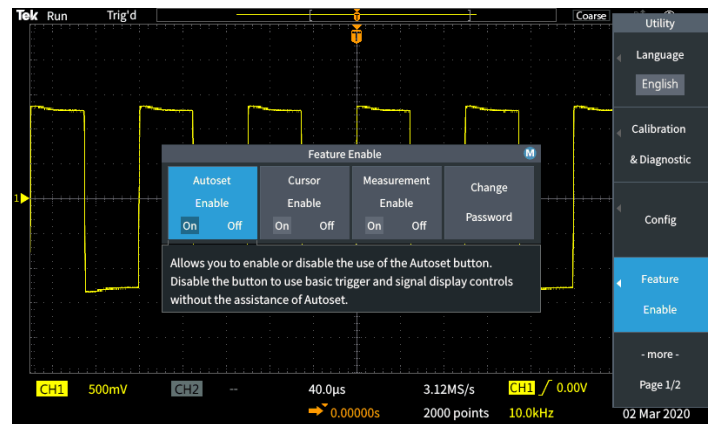 Tek Run Trig'd Coarse
T
Utility
Language
English
Calibration
& Diagnostic
Config
Feature
Enable
- more -
Page 1/2
Feature Enable M
Autoset
Enable
On Off
Cursor
Enable
On Off
Measurement
Enable
On Off
Change
Password
Allows you to enable or disable the use of the Autoset button.
Disable the button to use basic trigger and signal display controls
without the assistance of Autoset.
1
CH1 500mV CH2 -- 40.0µs 3.12MS/s CH1 0.00V
0.00000s 2000 points 10.0kHz 02 Mar 2020